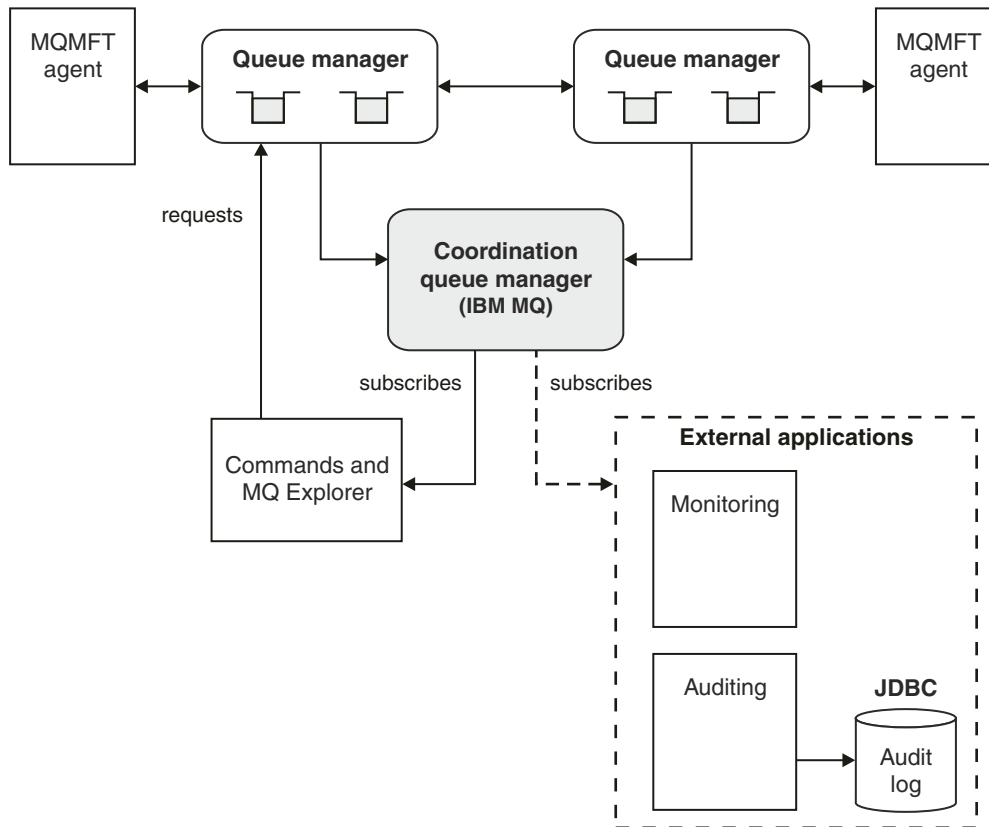 MQMFT
agent
Queue manager
Queue manager
MQMFT
agent
requests
Coordination
queue manager
(IBM MQ)
subscribes
subscribes
Commands and
MQ Explorer
External applications
Monitoring
Auditing
JDBC
Audit
log